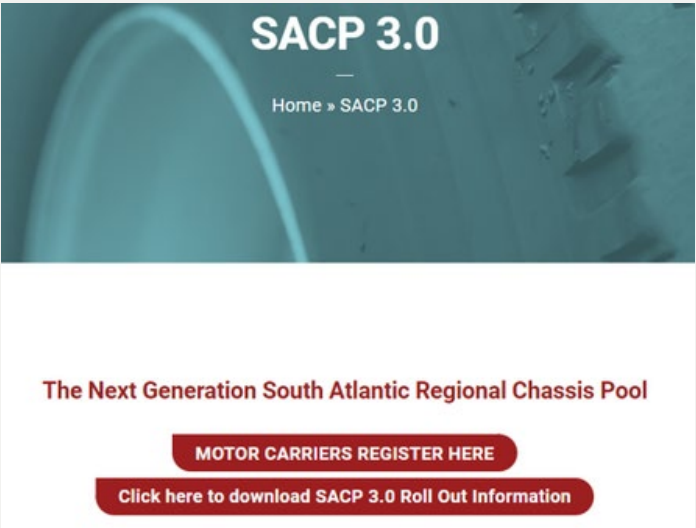 SACP 3.0
Home » SACP 3.0
The Next Generation South Atlantic Regional Chassis Pool
MOTOR CARRIERS REGISTER HERE
Click here to download SACP 3.0 Roll Out Information